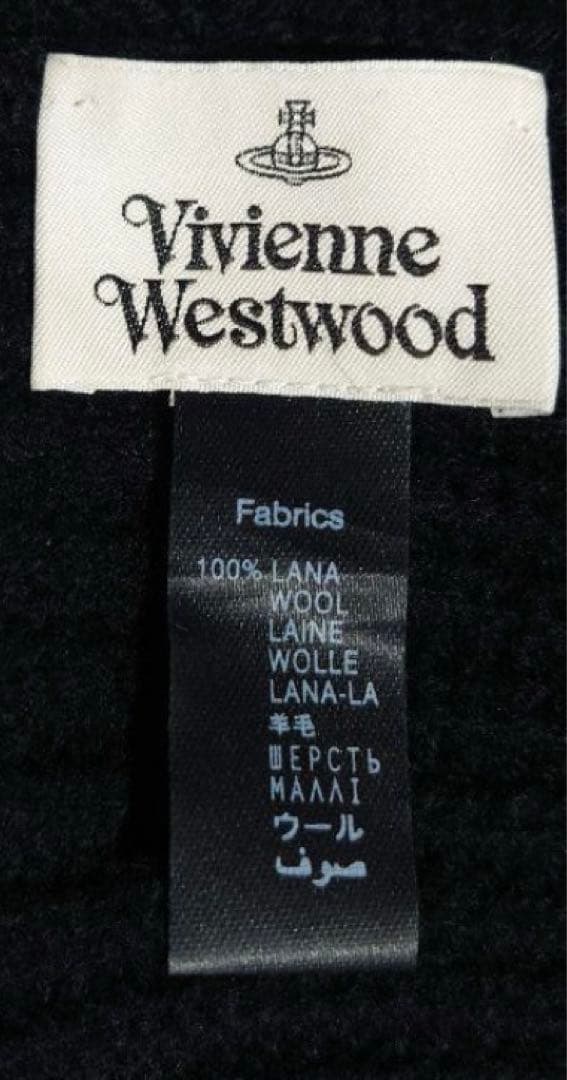 Vivienne
Westwood
Fabrics
100% LANA
WOOL
LAINE
WOLLE
LANA-LA
羊毛
ШЕРСТЬ
ΜΑΛΛΙ
ウール
صوف